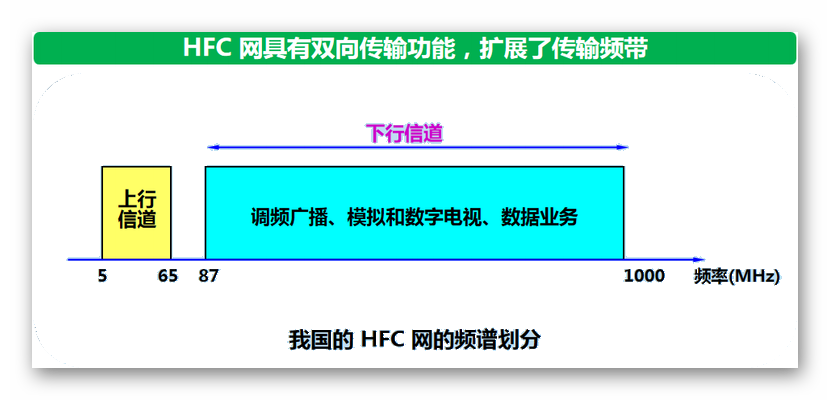 HFC 网具有双向传输功能，扩展了传输频带
下行信道
上行
信道
调频广播、模拟和数字电视、数据业务
5
65
87
1000
频率(MHz)
我国的 HFC 网的频谱划分